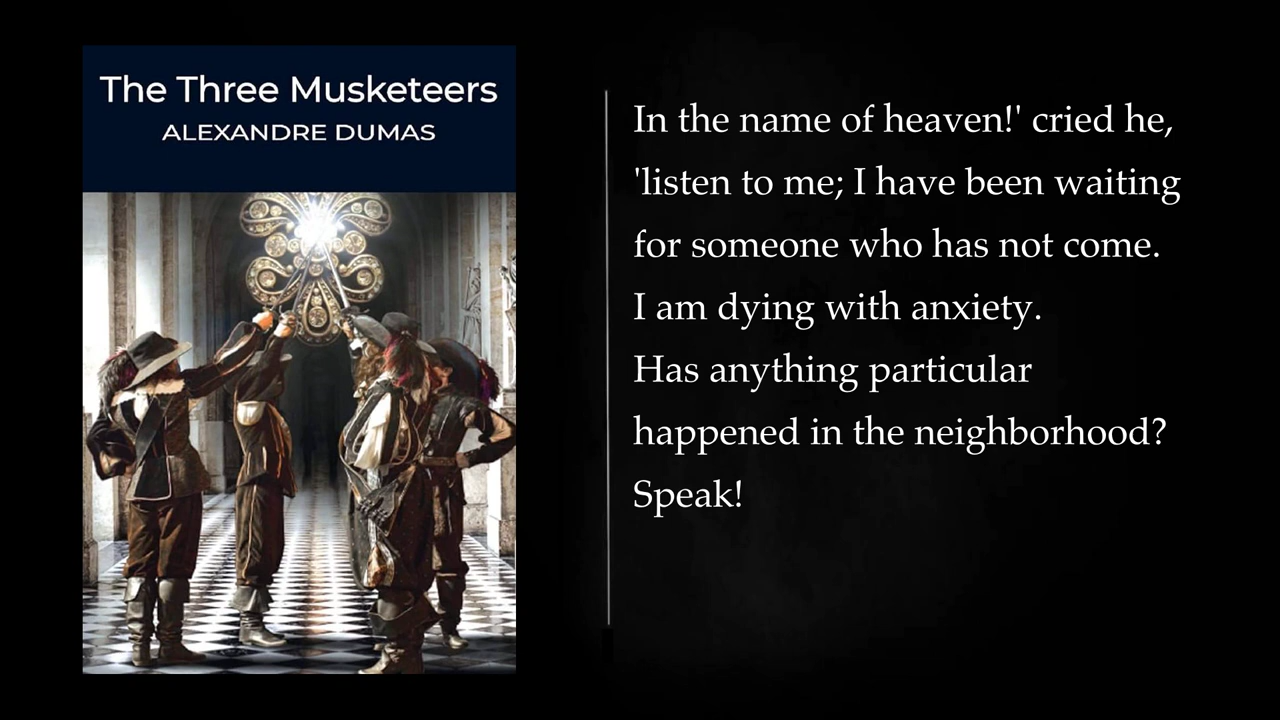 The Three Musketeers
ALEXANDRE DUMAS
In the name of heaven!' cried he,
'listen to me; I have been waiting
for someone who has not come.
I am dying with anxiety.
Has anything particular
happened in the neighborhood?
Speak!